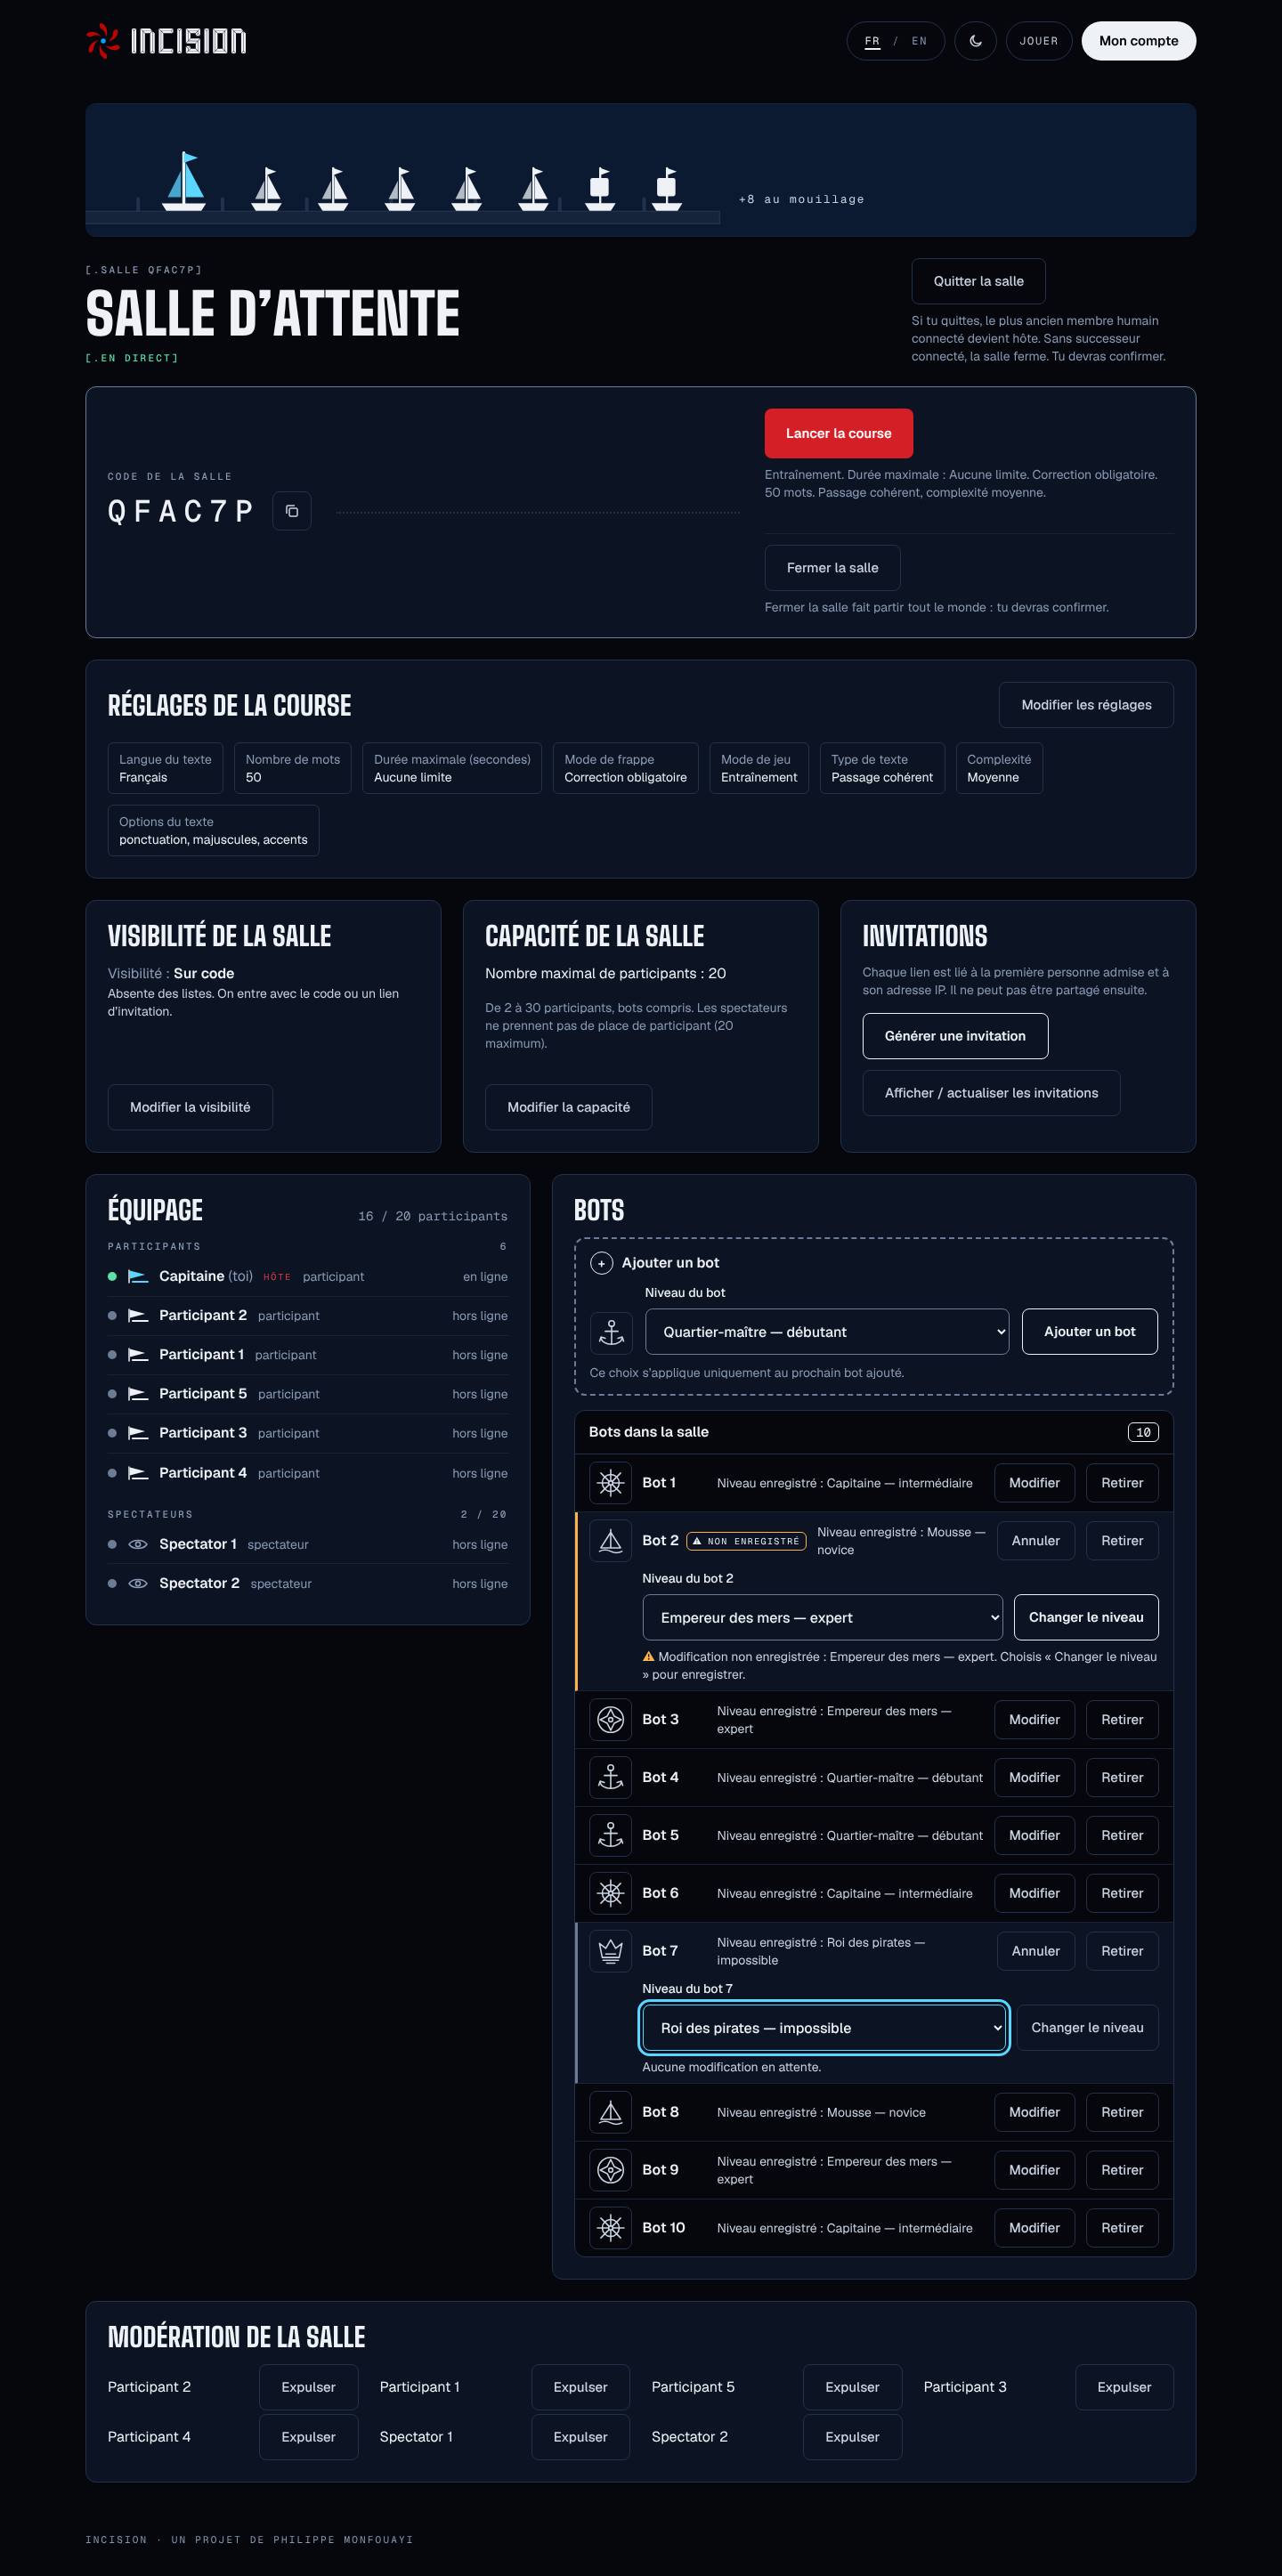 INCISION
FR / EN
JOUER
Mon compte
+8 au mouillage
[.SALLE QFAC7P]
SALLE D’ATTENTE
[.EN DIRECT]
Quitter la salle
Si tu quittes, le plus ancien membre humain
connecté devient hôte. Sans successeur
connecté, la salle ferme. Tu devras confirmer.
CODE DE LA SALLE
QFAC7P
Lancer la course
Entraînement. Durée maximale : Aucune limite. Correction obligatoire.
50 mots. Passage cohérent, complexité moyenne.
Fermer la salle
Fermer la salle fait partir tout le monde : tu devras confirmer.
RÉGLAGES DE LA COURSE
Modifier les réglages
Langue du texte
Français
Nombre de mots
50
Durée maximale (secondes)
Aucune limite
Mode de frappe
Correction obligatoire
Mode de jeu
Entraînement
Type de texte
Passage cohérent
Complexité
Moyenne
Options du texte
ponctuation, majuscules, accents
VISIBILITÉ DE LA SALLE
Visibilité : Sur code
Absente des listes. On entre avec le code ou un lien
d’invitation.
Modifier la visibilité
CAPACITÉ DE LA SALLE
Nombre maximal de participants : 20
De 2 à 30 participants, bots compris. Les spectateurs
ne prennent pas de place de participant (20
maximum).
Modifier la capacité
INVITATIONS
Chaque lien est lié à la première personne admise et à
son adresse IP. Il ne peut pas être partagé ensuite.
Générer une invitation
Afficher / actualiser les invitations
ÉQUIPAGE
16 / 20 participants
PARTICIPANTS 6
Capitaine (toi) HÔTE participant en ligne
Participant 2 participant hors ligne
Participant 1 participant hors ligne
Participant 5 participant hors ligne
Participant 3 participant hors ligne
Participant 4 participant hors ligne
SPECTATEURS 2 / 20
Spectator 1 spectateur hors ligne
Spectator 2 spectateur hors ligne
BOTS
+ Ajouter un bot
Niveau du bot
Quartier-maître — débutant
Ajouter un bot
Ce choix s’applique uniquement au prochain bot ajouté.
Bots dans la salle 10
Bot 1 Niveau enregistré : Capitaine — intermédiaire Modifier Retirer
Bot 2 NON ENREGISTRÉ Niveau enregistré : Mousse —
novice
Annuler Retirer
Niveau du bot 2
Empereur des mers — expert
Changer le niveau
Modification non enregistrée : Empereur des mers — expert. Choisis « Changer le niveau
» pour enregistrer.
Bot 3 Niveau enregistré : Empereur des mers —
expert
Modifier Retirer
Bot 4 Niveau enregistré : Quartier-maître — débutant Modifier Retirer
Bot 5 Niveau enregistré : Quartier-maître — débutant Modifier Retirer
Bot 6 Niveau enregistré : Capitaine — intermédiaire Modifier Retirer
Bot 7 Niveau enregistré : Roi des pirates —
impossible
Annuler Retirer
Niveau du bot 7
Roi des pirates — impossible
Changer le niveau
Aucune modification en attente.
Bot 8 Niveau enregistré : Mousse — novice Modifier Retirer
Bot 9 Niveau enregistré : Empereur des mers —
expert
Modifier Retirer
Bot 10 Niveau enregistré : Capitaine — intermédiaire Modifier Retirer
MODÉRATION DE LA SALLE
Participant 2 Expulser Participant 1 Expulser Participant 5 Expulser Participant 3 Expulser
Participant 4 Expulser Spectator 1 Expulser Spectator 2 Expulser
INCISION · UN PROJET DE PHILIPPE MONFOUAYI